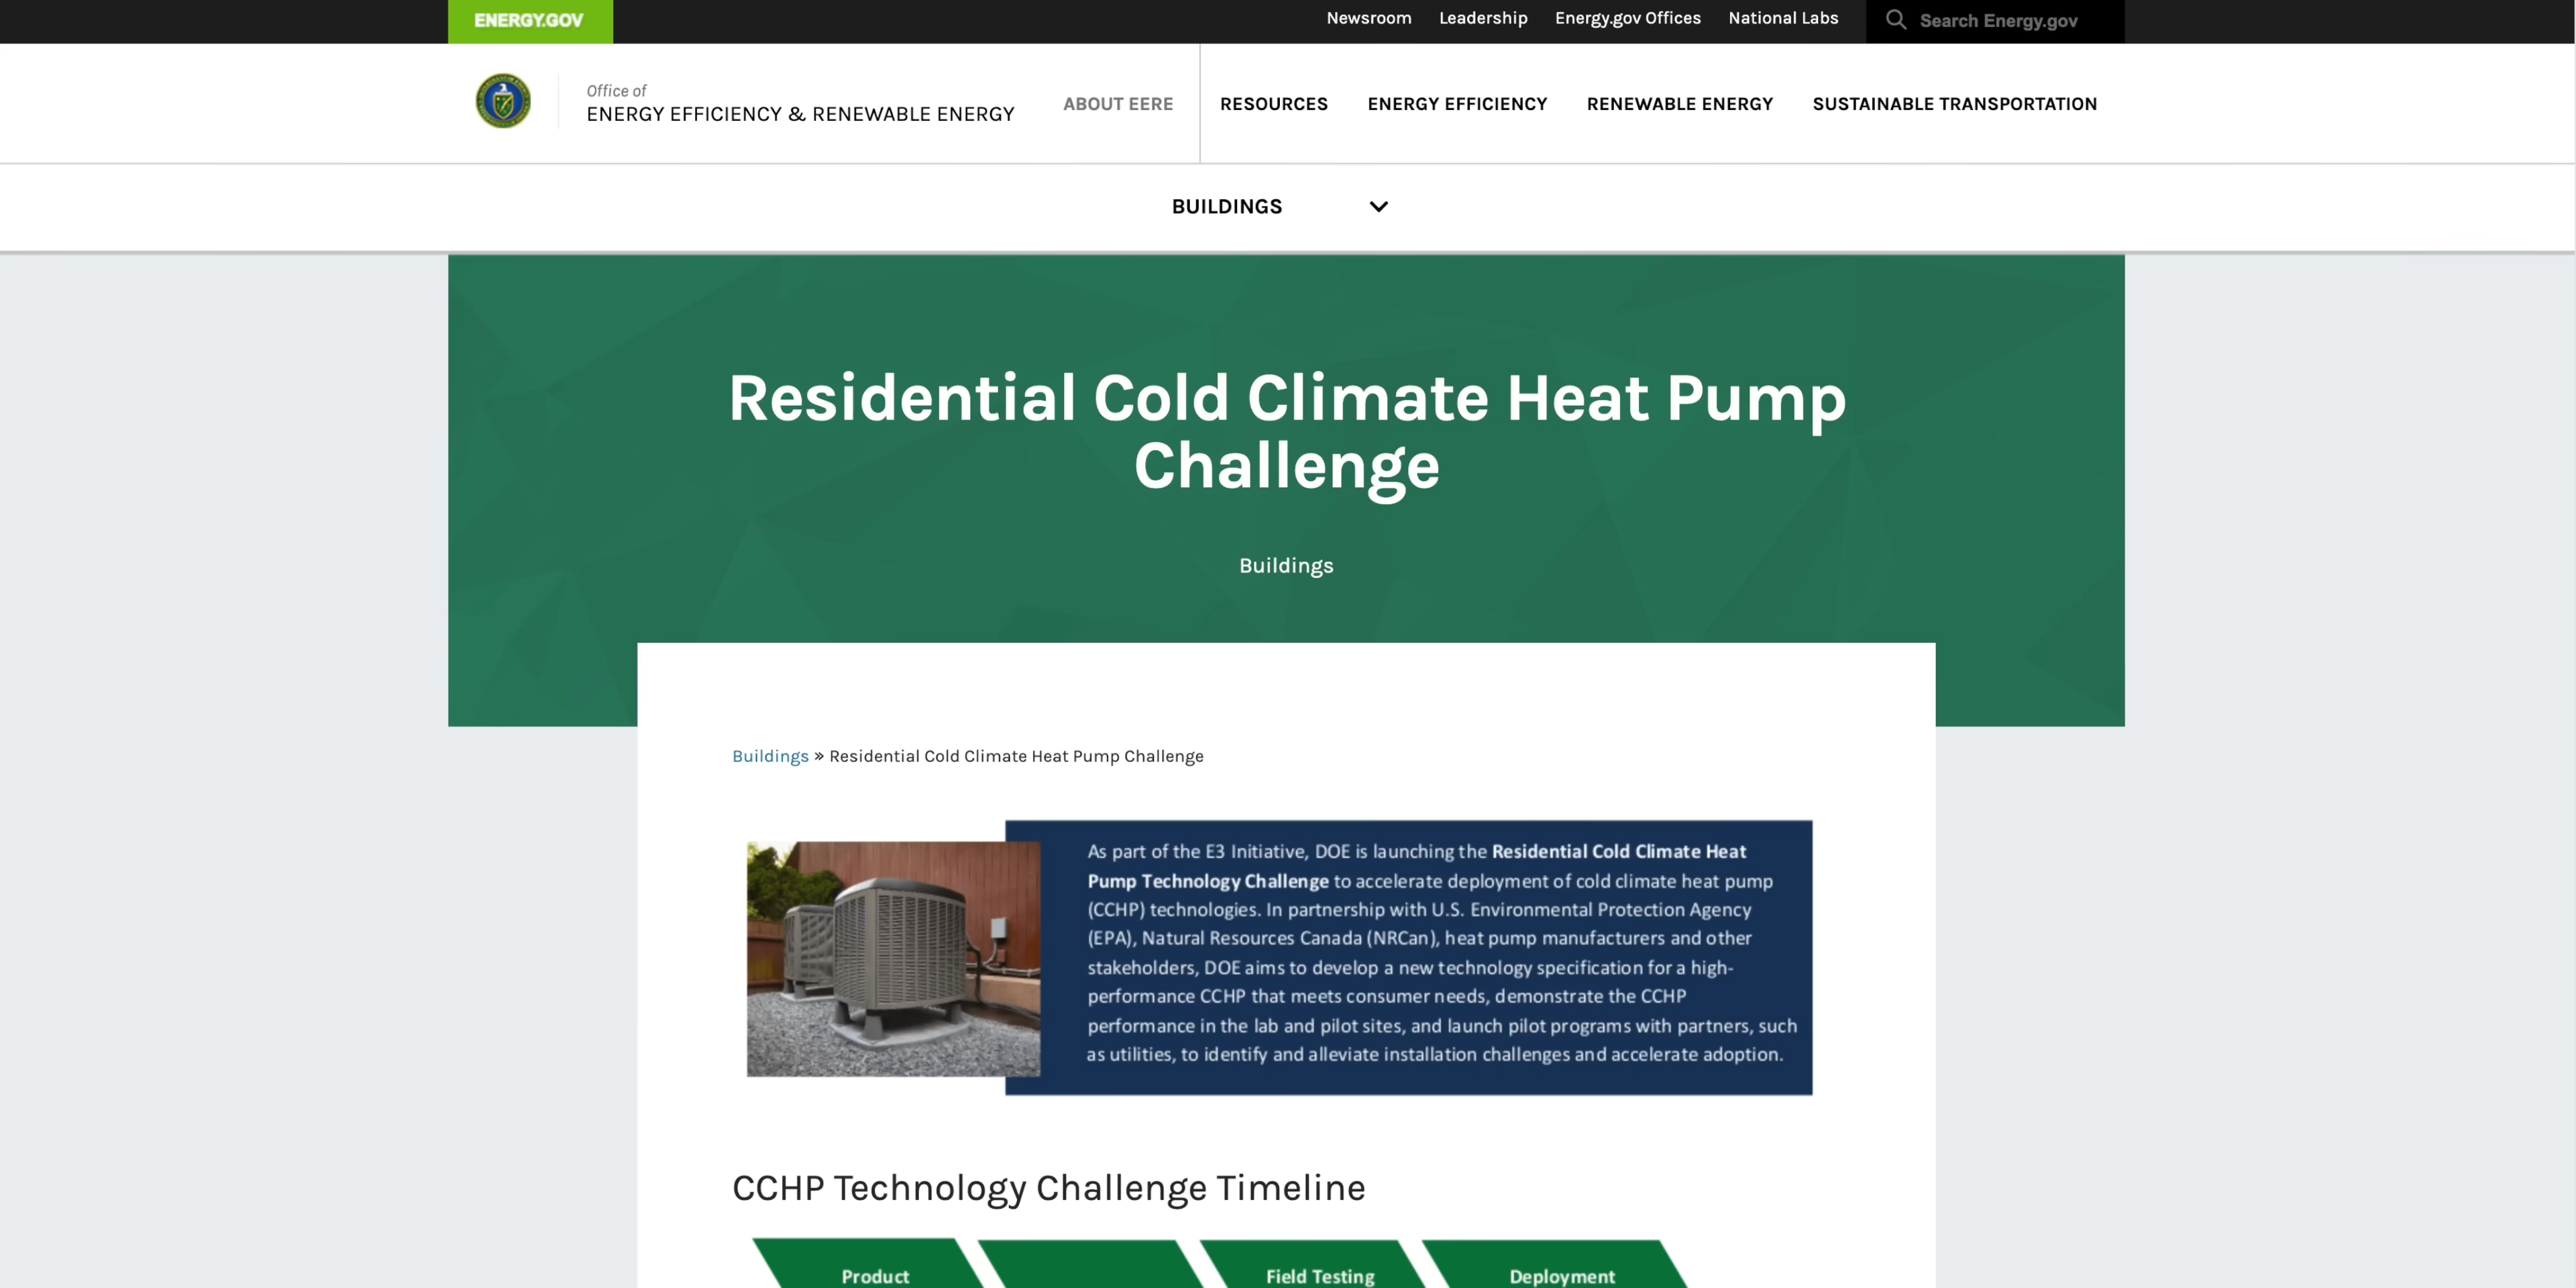 ENERGY.GOV
Newsroom Leadership Energy.gov Offices National Labs Search Energy.gov
Office of
ENERGY EFFICIENCY & RENEWABLE ENERGY
ABOUT EERE RESOURCES ENERGY EFFICIENCY RENEWABLE ENERGY SUSTAINABLE TRANSPORTATION
BUILDINGS
Residential Cold Climate Heat Pump
Challenge
Buildings
Buildings » Residential Cold Climate Heat Pump Challenge
As part of the E3 Initiative, DOE is launching the Residential Cold Climate Heat
Pump Technology Challenge to accelerate deployment of cold climate heat pump
(CCHP) technologies. In partnership with U.S. Environmental Protection Agency
(EPA), Natural Resources Canada (NRCan), heat pump manufacturers and other
stakeholders, DOE aims to develop a new technology specification for a high-
performance CCHP that meets consumer needs, demonstrate the CCHP
performance in the lab and pilot sites, and launch pilot programs with partners, such
as utilities, to identify and alleviate installation challenges and accelerate adoption.
CCHP Technology Challenge Timeline
Product
Field Testing
Deployment